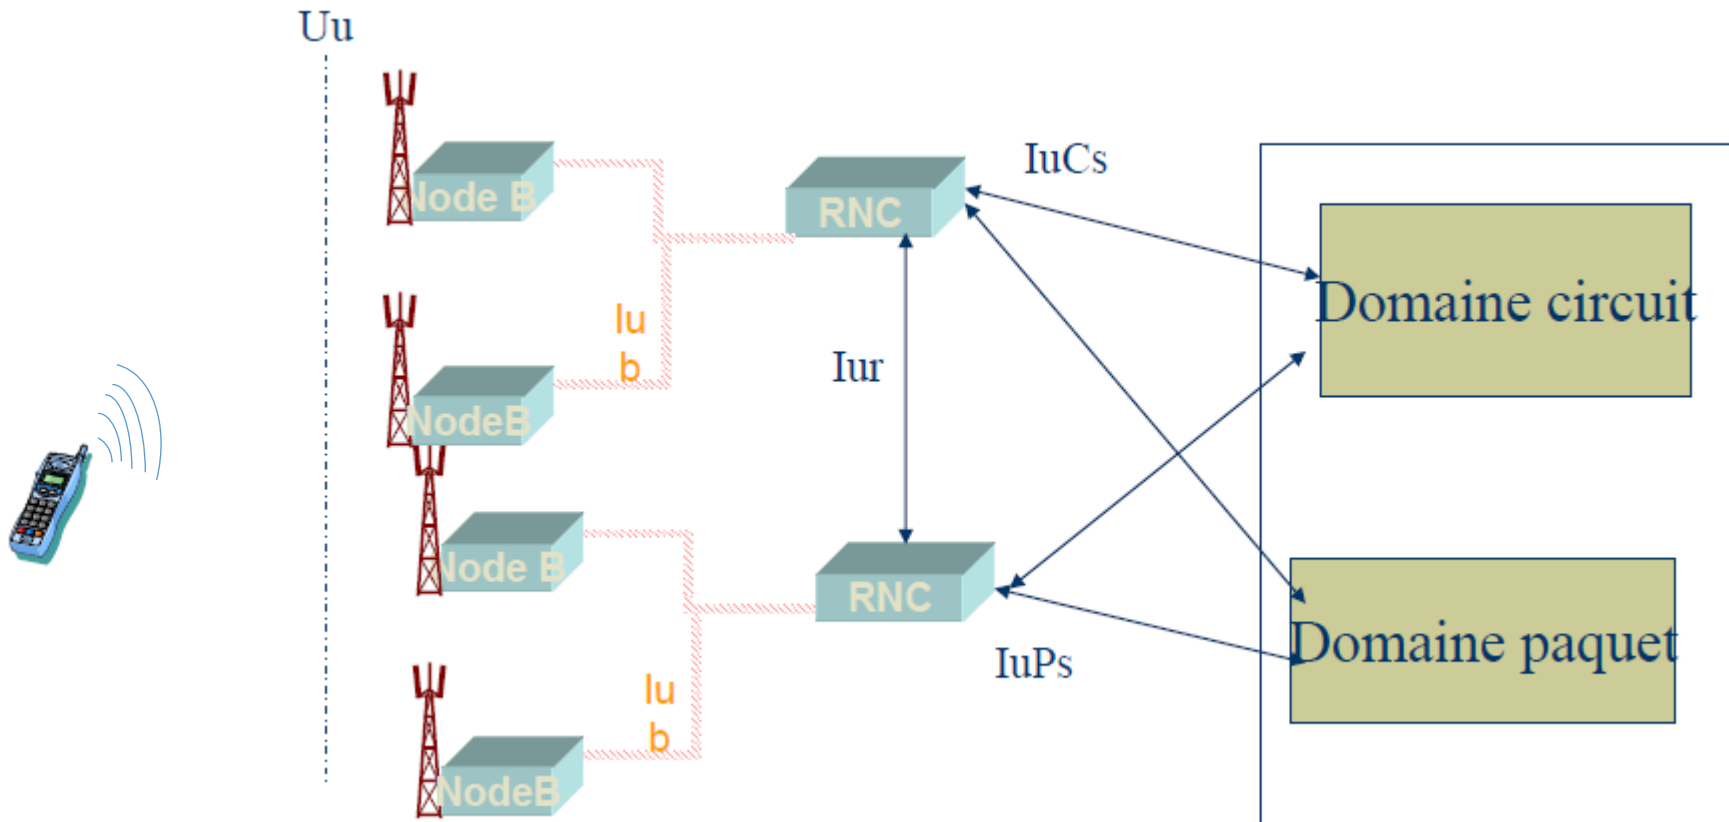 Uu
Node B
RNC
IuCs
Domaine circuit
Iu
b
NodeB
Iur
Node B
RNC
Domaine paquet
IuPs
Iu
b
NodeB